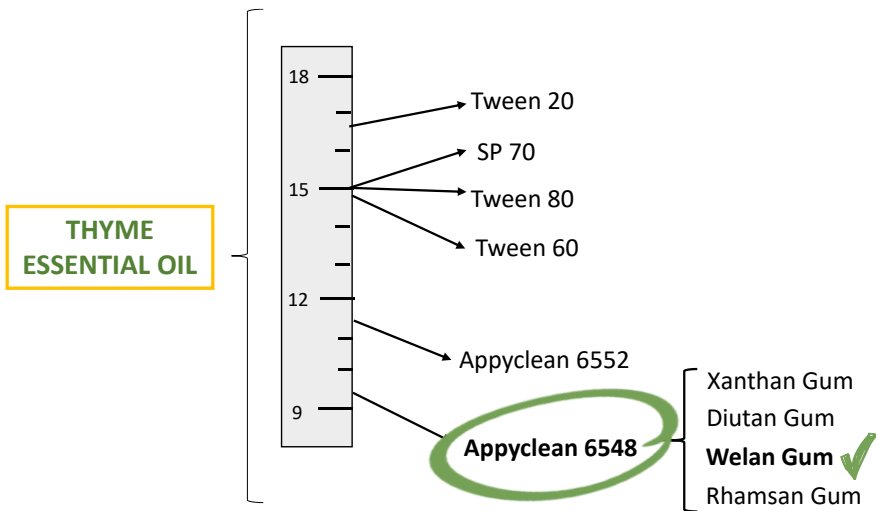 THYME
ESSENTIAL OIL
18
15
12
9
Tween 20
SP 70
Tween 80
Tween 60
Appyclean 6552
Appyclean 6548
Xanthan Gum
Diutan Gum
Welan Gum
Rhamsan Gum